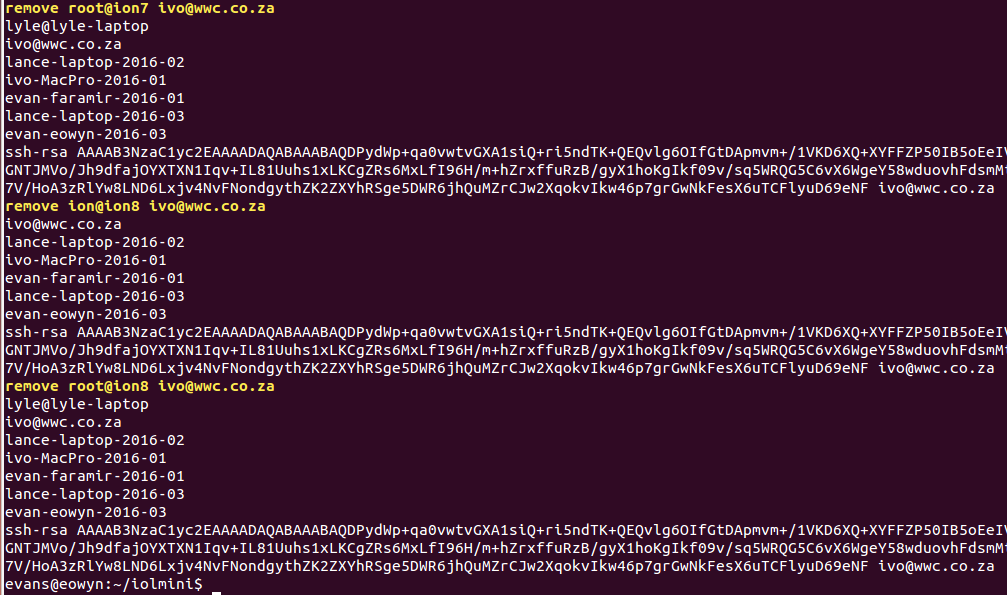 remove root@ion7 ivo@wwc.co.za
lyle@lyle-laptop
ivo@wwc.co.za
lance-laptop-2016-02
ivo-MacPro-2016-01
evan-faramir-2016-01
lance-laptop-2016-03
evan-eowyn-2016-03
ssh-rsa AAAAB3NzaC1yc2EAAAADAQABAAABAQDPydWp+qa0vwtvGXA1siQ+ri5ndTK+QEQvlg6OIfGtDApmvm+/1VKD6XQ+XYFFZP50IB5oEeIV
GNTJMVo/Jh9dfajOYXTXN1Iqv+IL81Uuhs1xLKCgZRs6MxLfI96H/m+hZrxffuRzB/gyX1hoKgIkf09v/sq5WRQG5C6vX6WgeY58wduovhFdsmM
7V/HoA3zRlYw8LND6Lxjv4NvFNondgythZK2ZXYhRSge5DWR6jhQuMZrCJw2XqokvIkw46p7grGwNkFesX6uTCFlyuD69eNF ivo@wwc.co.za
remove ion@ion8 ivo@wwc.co.za
ivo@wwc.co.za
lance-laptop-2016-02
ivo-MacPro-2016-01
evan-faramir-2016-01
lance-laptop-2016-03
evan-eowyn-2016-03
ssh-rsa AAAAB3NzaC1yc2EAAAADAQABAAABAQDPydWp+qa0vwtvGXA1siQ+ri5ndTK+QEQvlg6OIfGtDApmvm+/1VKD6XQ+XYFFZP50IB5oEeIV
GNTJMVo/Jh9dfajOYXTXN1Iqv+IL81Uuhs1xLKCgZRs6MxLfI96H/m+hZrxffuRzB/gyX1hoKgIkf09v/sq5WRQG5C6vX6WgeY58wduovhFdsmM
7V/HoA3zRlYw8LND6Lxjv4NvFNondgythZK2ZXYhRSge5DWR6jhQuMZrCJw2XqokvIkw46p7grGwNkFesX6uTCFlyuD69eNF ivo@wwc.co.za
remove root@ion8 ivo@wwc.co.za
lyle@lyle-laptop
ivo@wwc.co.za
lance-laptop-2016-02
ivo-MacPro-2016-01
evan-faramir-2016-01
lance-laptop-2016-03
evan-eowyn-2016-03
ssh-rsa AAAAB3NzaC1yc2EAAAADAQABAAABAQDPydWp+qa0vwtvGXA1siQ+ri5ndTK+QEQvlg6OIfGtDApmvm+/1VKD6XQ+XYFFZP50IB5oEeIV
GNTJMVo/Jh9dfajOYXTXN1Iqv+IL81Uuhs1xLKCgZRs6MxLfI96H/m+hZrxffuRzB/gyX1hoKgIkf09v/sq5WRQG5C6vX6WgeY58wduovhFdsmM
7V/HoA3zRlYw8LND6Lxjv4NvFNondgythZK2ZXYhRSge5DWR6jhQuMZrCJw2XqokvIkw46p7grGwNkFesX6uTCFlyuD69eNF ivo@wwc.co.za
evans@eowyn:~/iolmini$